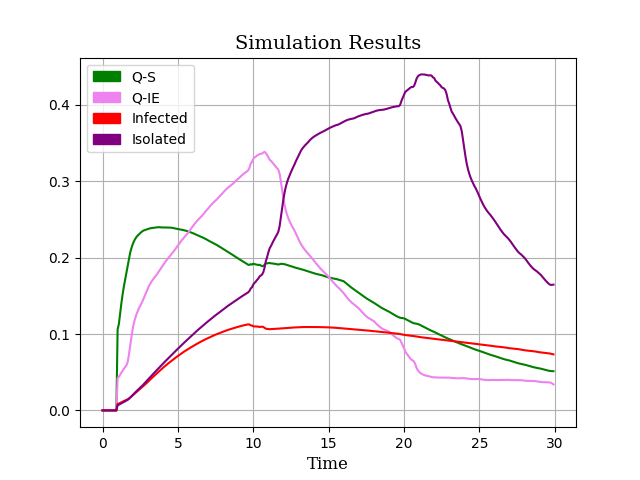 Simulation Results
Q-S
Q-IE
Infected
Isolated
0.4
0.3
0.2
0.1
0.0
0 5 10 15 20 25 30
Time